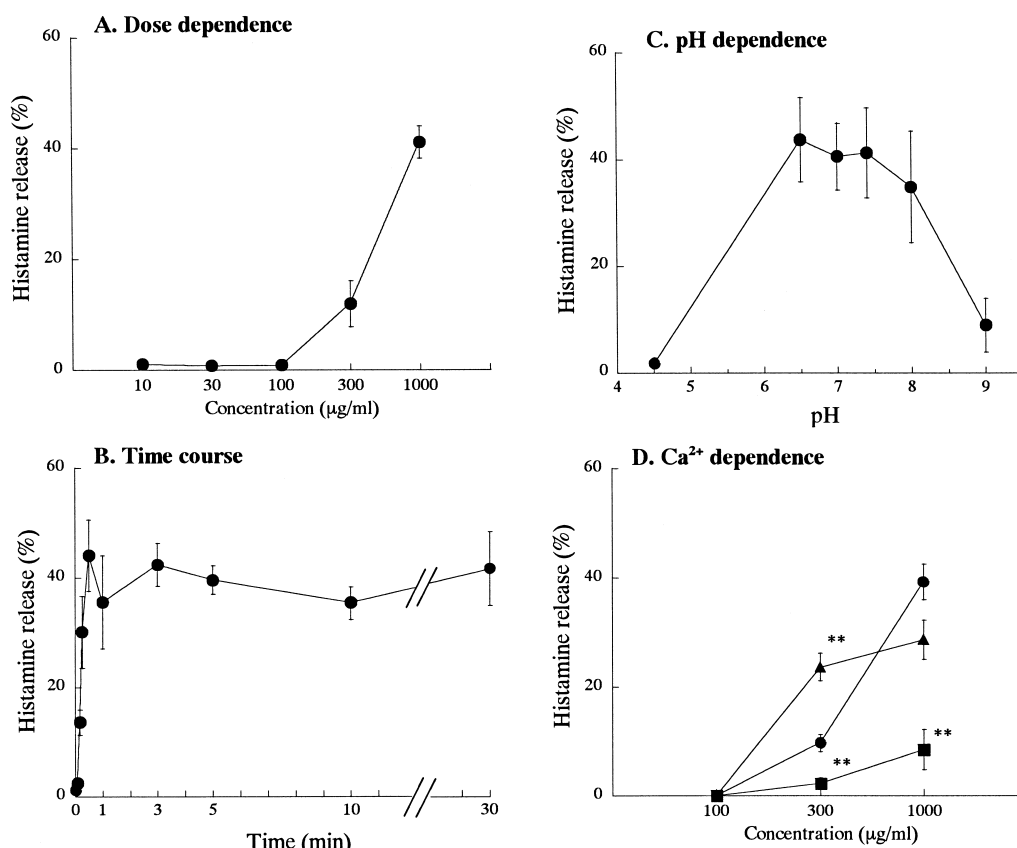 A. Dose dependence
60
40
20
0
Histamine release (%)
10 30 100 300 1000
Concentration (µg/ml)
B. Time course
60
40
20
0
Histamine release (%)
0 1 3 5 10 30
Time (min)
C. pH dependence
60
40
20
0
Histamine release (%)
4 5 6 7 8 9
pH
D. Ca²⁺ dependence
60
40
20
0
Histamine release (%)
**
**
**
100 300 1000
Concentration (µg/ml)